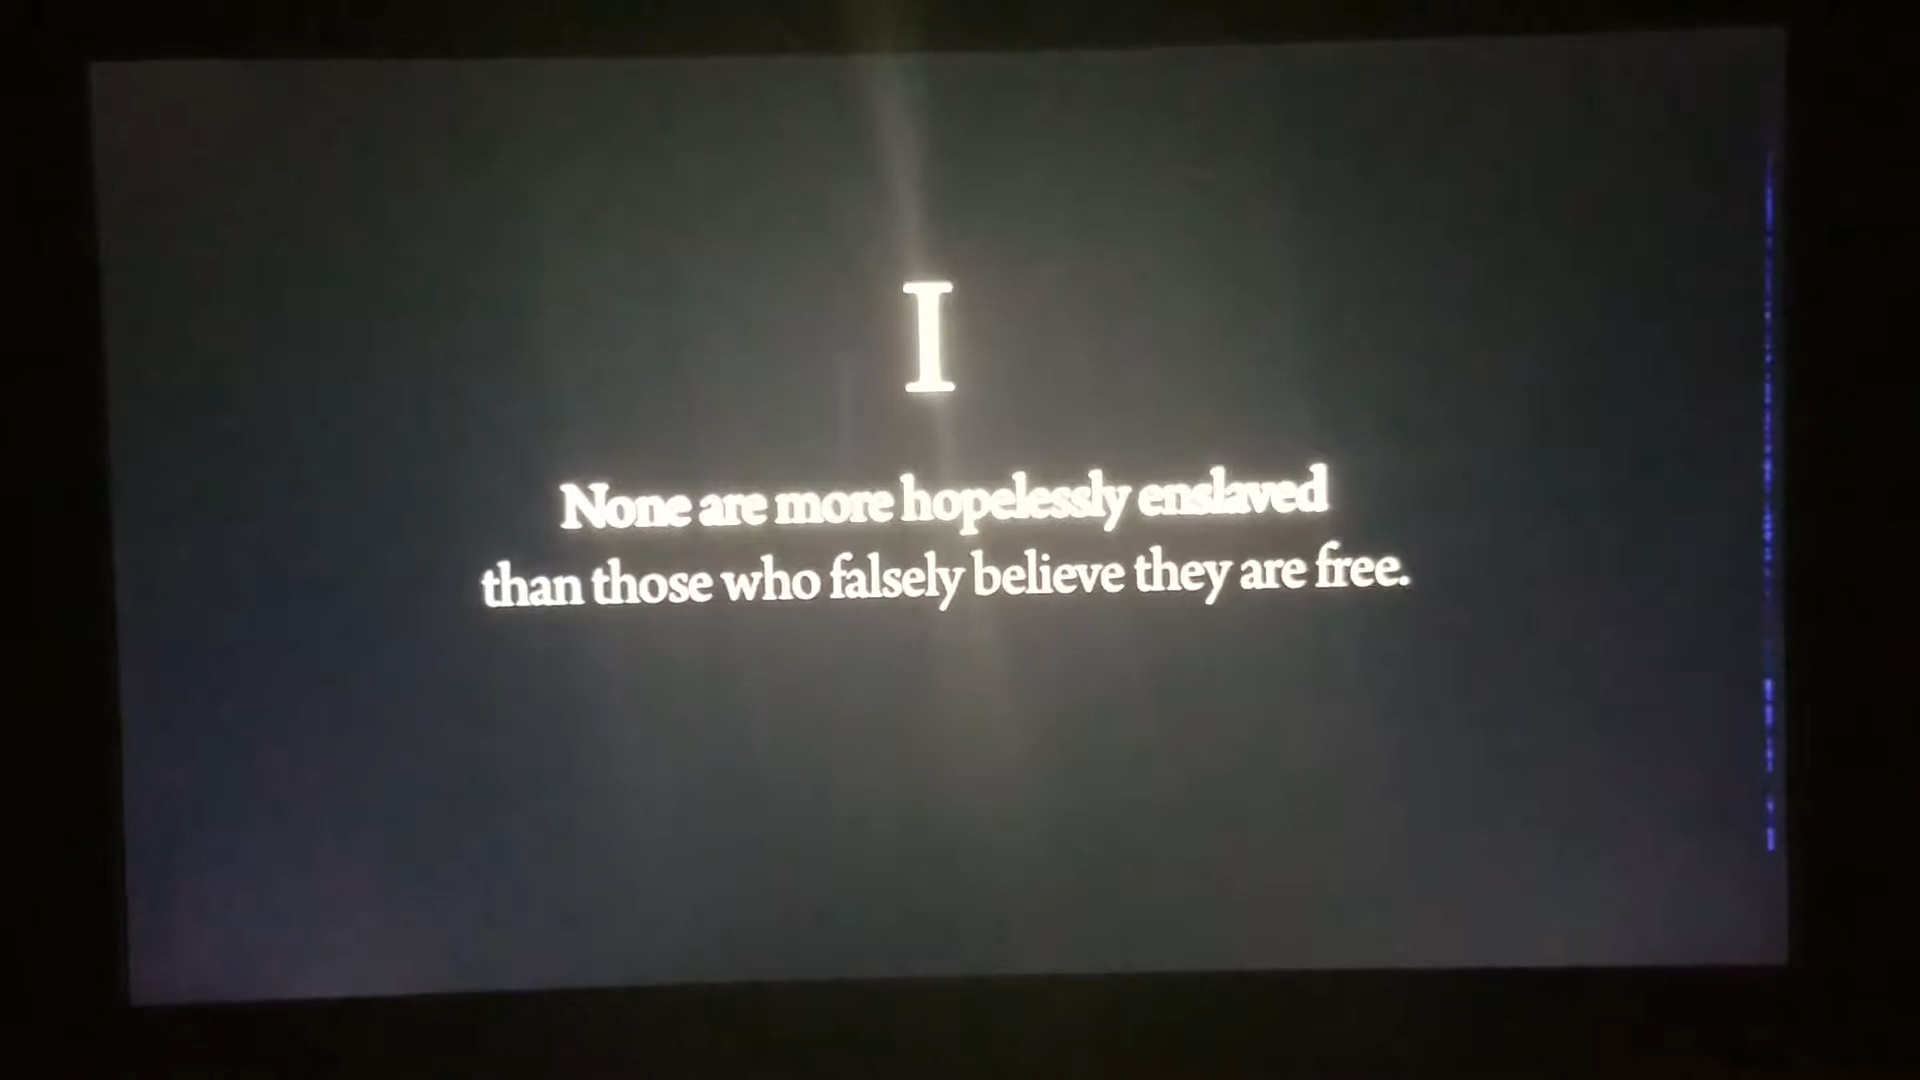 I
None are more hopelessly enslaved
than those who falsely believe they are free.